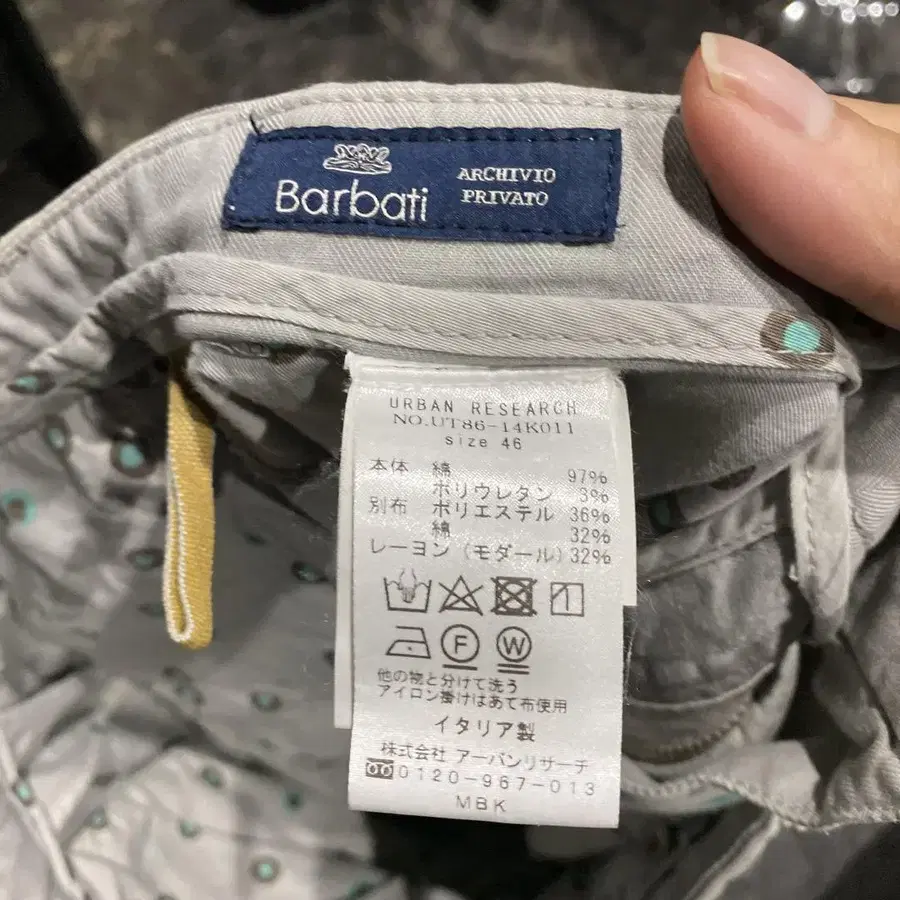 Barbati
ARCHIVIO
PRIVATO
URBAN RESEARCH
NO.UT86-14K011
Size 46
本体 綿 97%
ポリウレタン 3%
別布 ポリエステル 36%
綿 32%
レーヨン (モダール) 32%
F W
他の物と分けて洗う
アイロン掛けはあて布使用
イタリア製
株式会社 アーバンリサーチ
0120-967-013
MBK